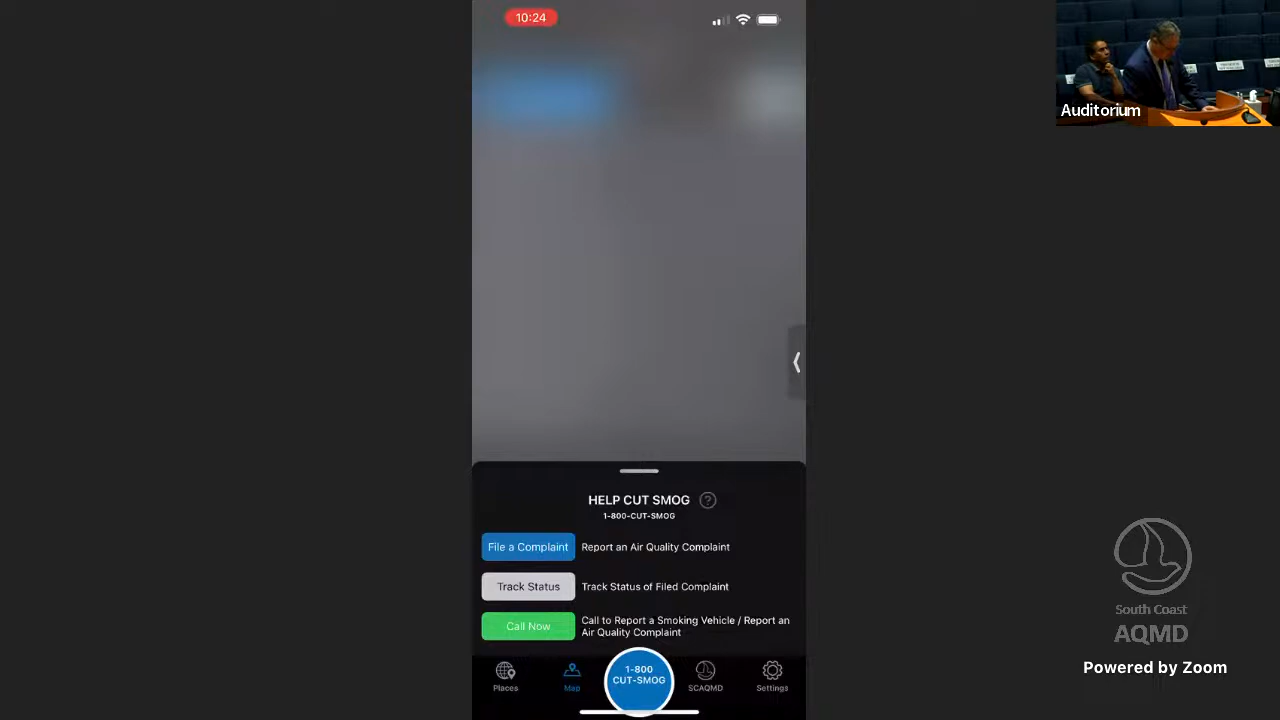 10:24
Auditorium
HELP CUT SMOG ?
1-800-CUT-SMOG
File a Complaint Report an Air Quality Complaint
Track Status Track Status of Filed Complaint
Call Now Call to Report a Smoking Vehicle / Report an
Air Quality Complaint
Places
Map
1-800
CUT-SMOG
SCAQMD
Settings
South Coast
AQMD
Powered by Zoom